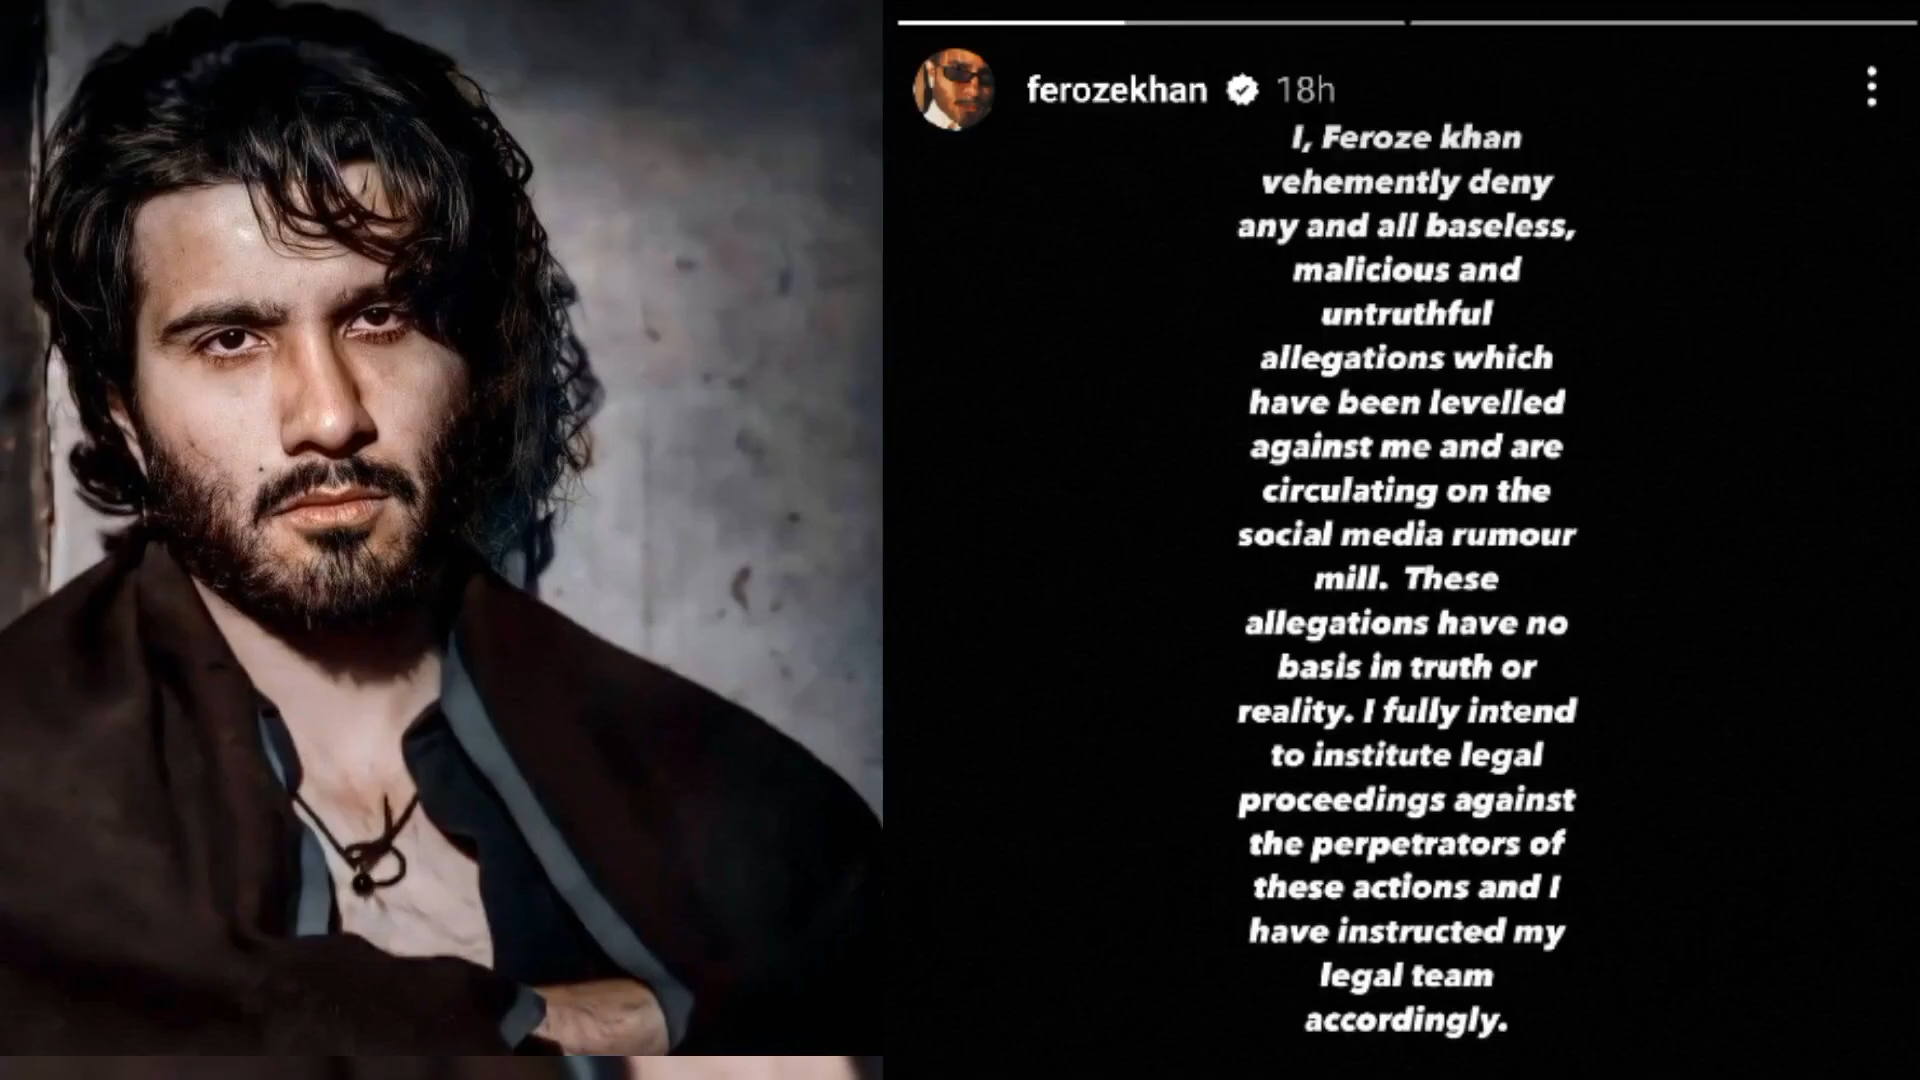 ferozekhan 18h
I, Feroze khan
vehemently deny
any and all baseless,
malicious and
untruthful
allegations which
have been levelled
against me and are
circulating on the
social media rumour
mill.  These
allegations have no
basis in truth or
reality. I fully intend
to institute legal
proceedings against
the perpetrators of
these actions and I
have instructed my
legal team
accordingly.